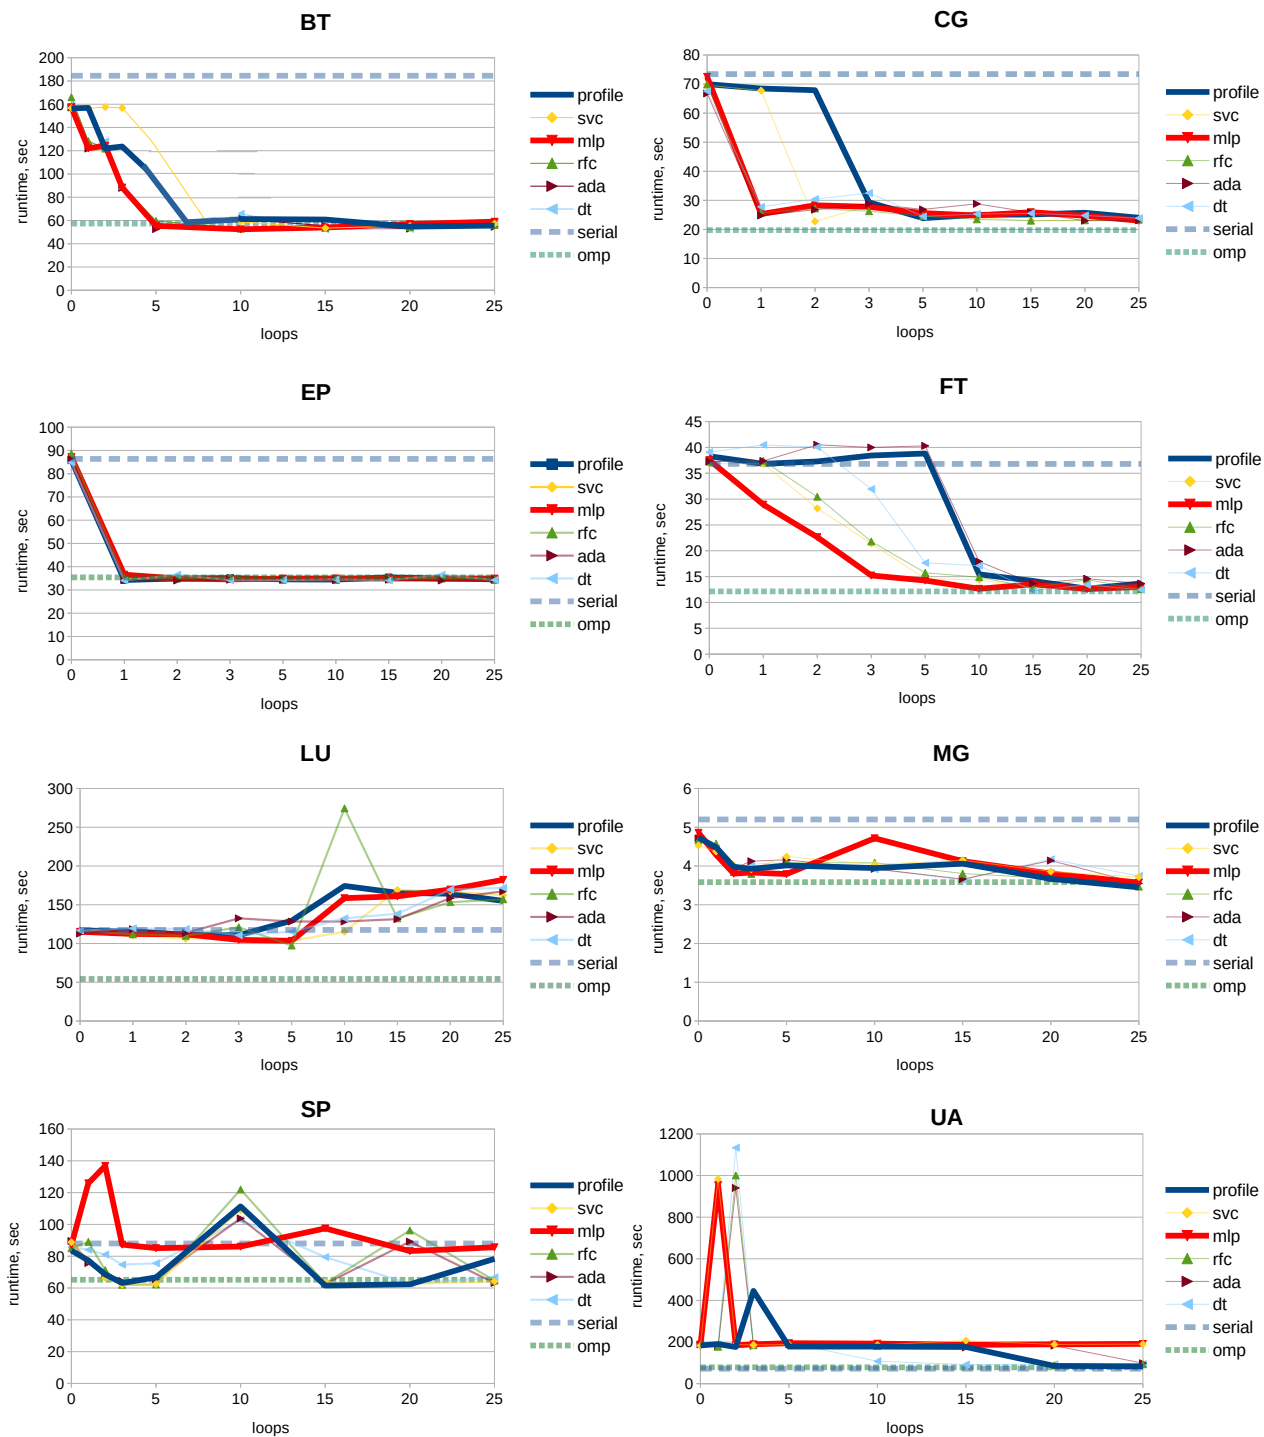 BT
200
180
160
140
120
100
80
60
40
20
0
runtime, sec
0 5 10 15 20 25
loops
profile
svc
mlp
rfc
ada
dt
serial
omp
CG
80
70
60
50
40
30
20
10
0
runtime, sec
0 1 2 3 5 10 15 20 25
loops
profile
svc
mlp
rfc
ada
dt
serial
omp
EP
100
90
80
70
60
50
40
30
20
10
0
runtime, sec
0 1 2 3 5 10 15 20 25
loops
profile
svc
mlp
rfc
ada
dt
serial
omp
FT
45
40
35
30
25
20
15
10
5
0
runtime, sec
0 1 2 3 5 10 15 20 25
loops
profile
svc
mlp
rfc
ada
dt
serial
omp
LU
300
250
200
150
100
50
0
runtime, sec
0 1 2 3 5 10 15 20 25
loops
profile
svc
mlp
rfc
ada
dt
serial
omp
MG
6
5
4
3
2
1
0
runtime, sec
0 5 10 15 20 25
loops
profile
svc
mlp
rfc
ada
dt
serial
omp
SP
160
140
120
100
80
60
40
20
0
runtime, sec
0 5 10 15 20 25
loops
profile
svc
mlp
rfc
ada
dt
serial
omp
UA
1200
1000
800
600
400
200
0
runtime, sec
0 5 10 15 20 25
loops
profile
svc
mlp
rfc
ada
dt
serial
omp